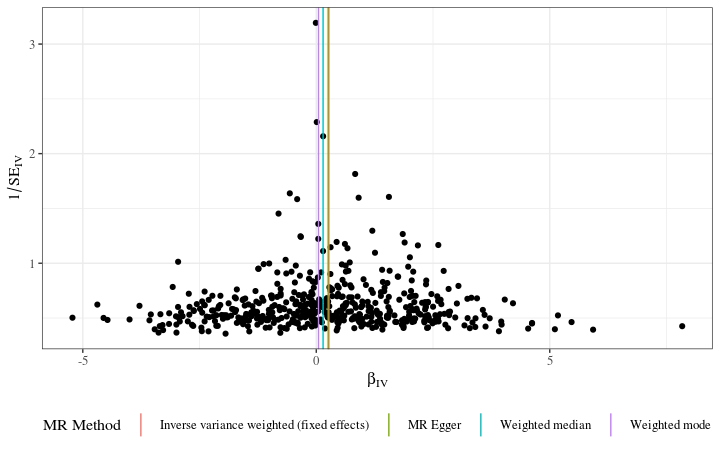 3
2
1
1/SE_IV
-5
0
5
β_IV
MR Method
Inverse variance weighted (fixed effects)
MR Egger
Weighted median
Weighted mode